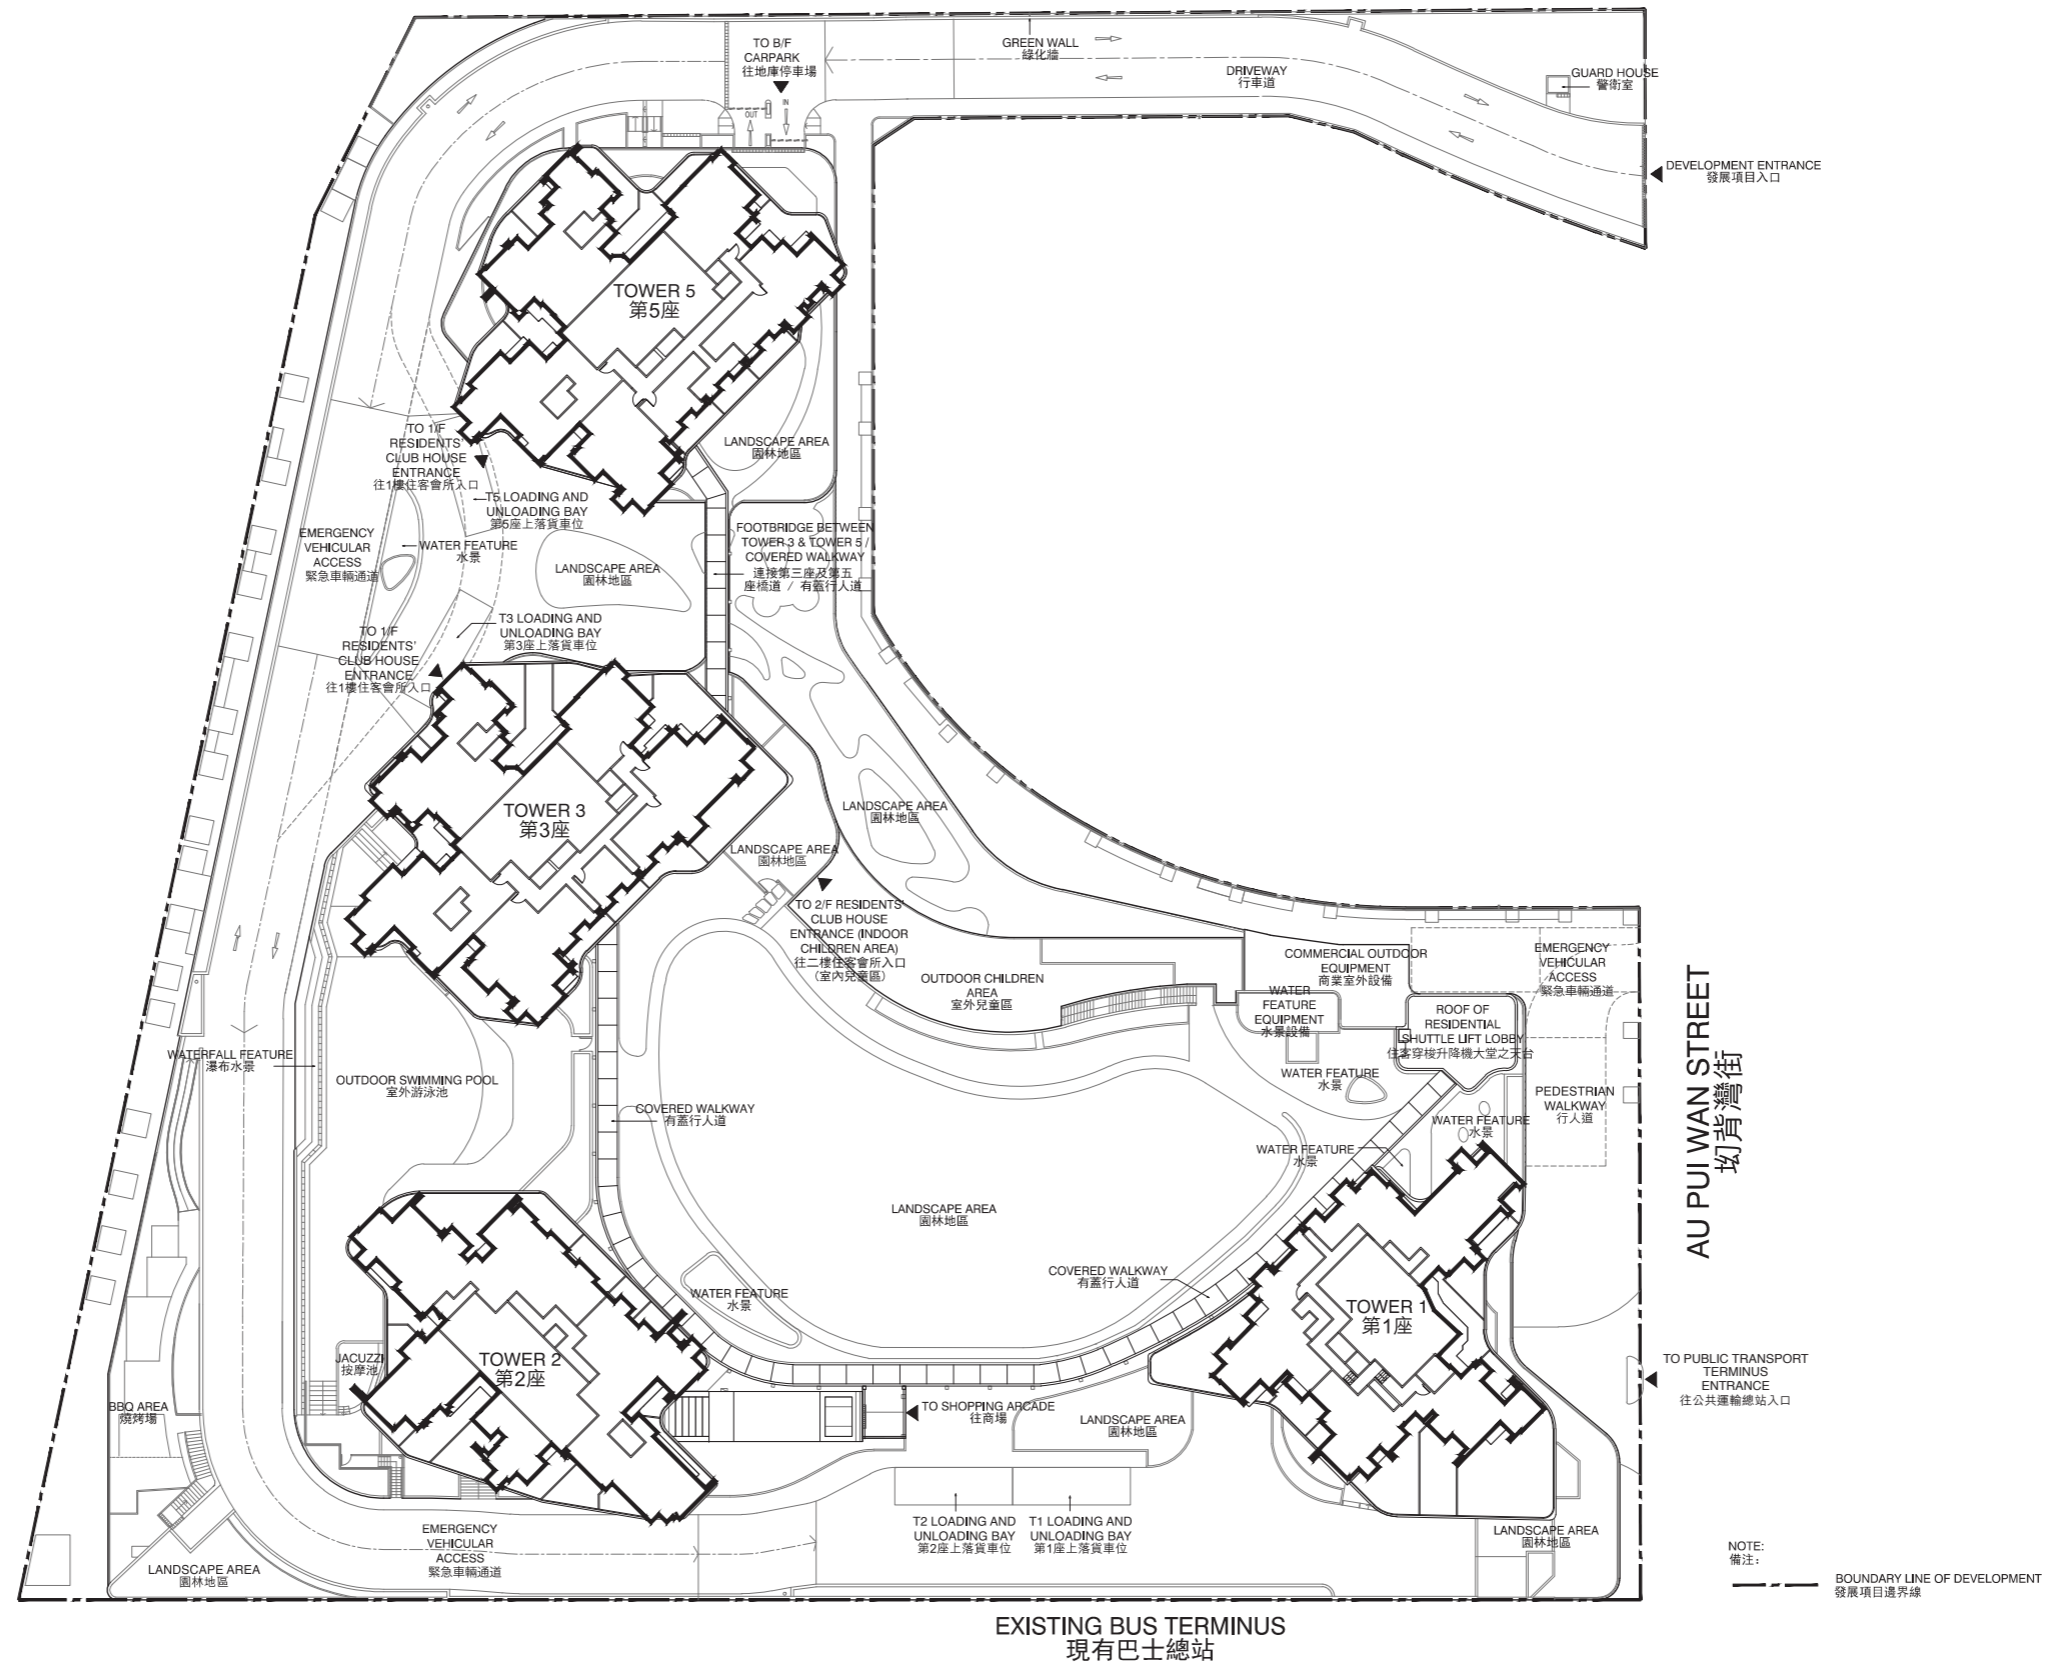 TO B/F
CARPARK
往地庫停車場
OUT
IN
GREEN WALL
綠化牆
DRIVEWAY
行車道
GUARD HOUSE
警衛室
DEVELOPMENT ENTRANCE
發展項目入口
TOWER 5
第5座
TO 1/F
RESIDENTS'
CLUB HOUSE
ENTRANCE
往1樓住客會所入口
LANDSCAPE AREA
園林地區
T5 LOADING AND
UNLOADING BAY
第5座上落貨車位
EMERGENCY
VEHICULAR
ACCESS
緊急車輛通道
WATER FEATURE
水景
LANDSCAPE AREA
園林地區
FOOTBRIDGE BETWEEN
TOWER 3 & TOWER 5 /
COVERED WALKWAY
連接第三座及第五
座橋道 / 有蓋行人道
T3 LOADING AND
UNLOADING BAY
第3座上落貨車位
TO 1/F
RESIDENTS'
CLUB HOUSE
ENTRANCE
往1樓住客會所入口
TOWER 3
第3座
LANDSCAPE AREA
園林地區
LANDSCAPE AREA
園林地區
TO 2/F RESIDENTS'
CLUB HOUSE
ENTRANCE (INDOOR
CHILDREN AREA)
往二樓住客會所入口
(室內兒童區)
OUTDOOR CHILDREN
AREA
室外兒童區
COMMERCIAL OUTDOOR
EQUIPMENT
商業室外設備
WATER
FEATURE
EQUIPMENT
水景設備
EMERGENCY
VEHICULAR
ACCESS
緊急車輛通道
ROOF OF
RESIDENTIAL
SHUTTLE LIFT LOBBY
住客穿梭升降機大堂之天台
WATERFALL FEATURE
瀑布水景
OUTDOOR SWIMMING POOL
室外游泳池
COVERED WALKWAY
有蓋行人道
WATER FEATURE
水景
PEDESTRIAN
WALKWAY
行人道
WATER FEATURE
水景
WATER FEATURE
水景
AU PUI WAN STREET
坳背灣街
LANDSCAPE AREA
園林地區
COVERED WALKWAY
有蓋行人道
WATER FEATURE
水景
TOWER 1
第1座
TOWER 2
第2座
JACUZZI
按摩池
TO PUBLIC TRANSPORT
TERMINUS
ENTRANCE
往公共運輸總站入口
BBQ AREA
燒烤場
TO SHOPPING ARCADE
往商場
LANDSCAPE AREA
園林地區
T2 LOADING AND
UNLOADING BAY
第2座上落貨車位
T1 LOADING AND
UNLOADING BAY
第1座上落貨車位
EMERGENCY
VEHICULAR
ACCESS
緊急車輛通道
LANDSCAPE AREA
園林地區
LANDSCAPE AREA
園林地區
NOTE:
備注:
BOUNDARY LINE OF DEVELOPMENT
發展項目邊界線
EXISTING BUS TERMINUS
現有巴士總站